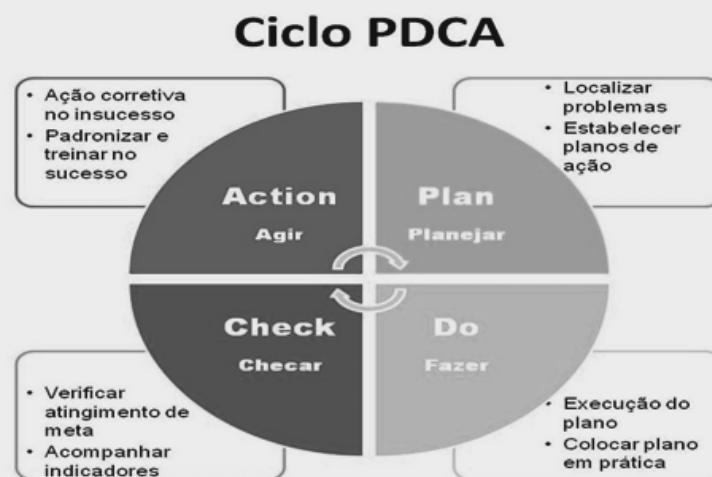 Ciclo PDCA
• Ação corretiva
no insucesso
• Padronizar e
treinar no
sucesso
• Localizar
problemas
• Estabelecer
planos de
ação
Action
Agir
Plan
Planejar
Check
Checar
Do
Fazer
• Verificar
atingimento de
meta
• Acompanhar
indicadores
• Execução do
plano
• Colocar plano
em prática